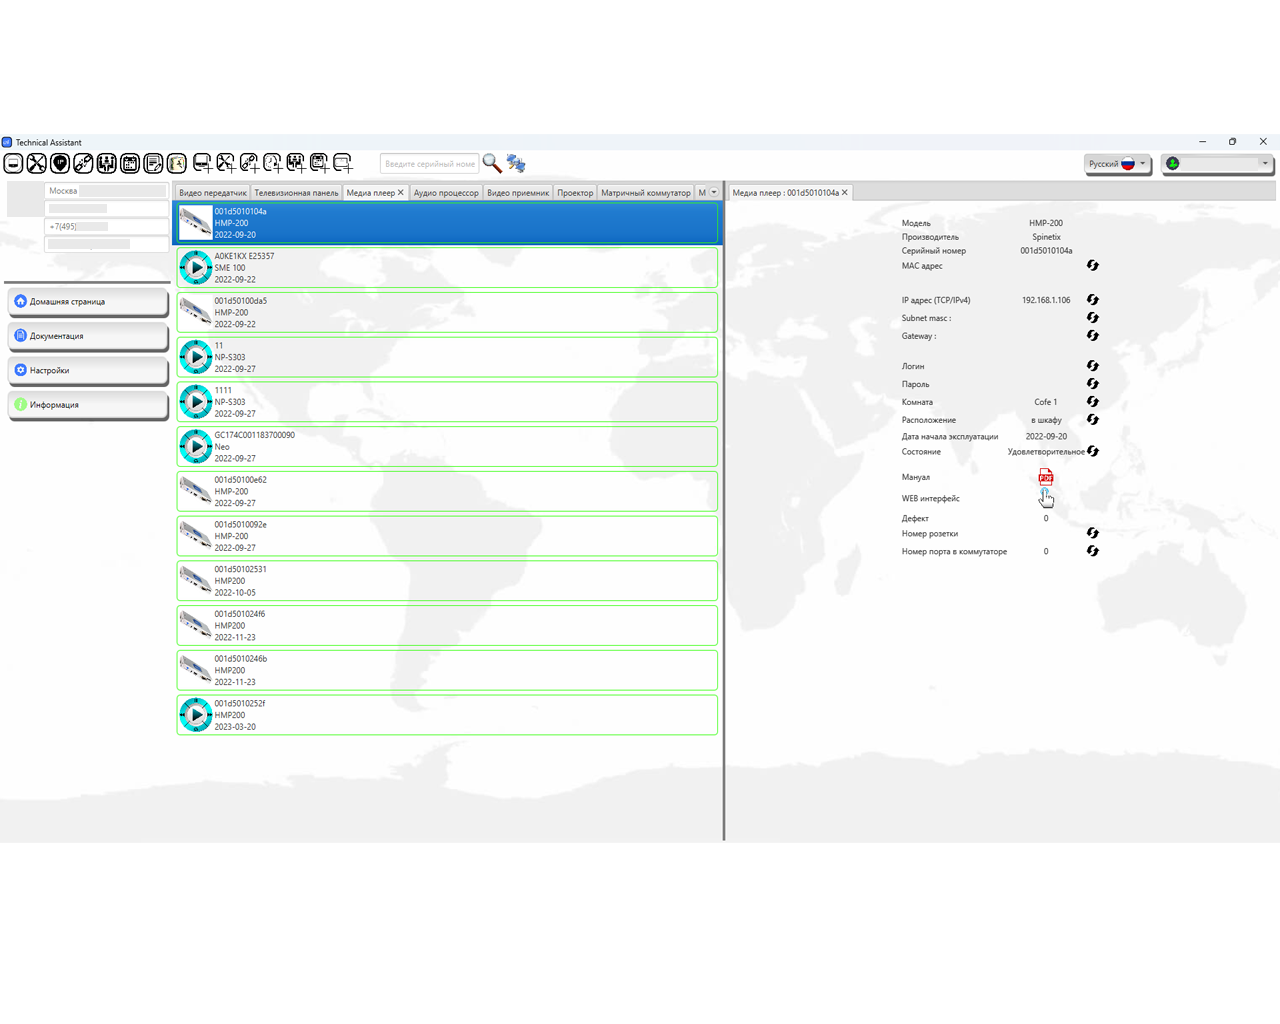 Technical Assistant
IP
Введите серийный номе
Русский
Москва
+7(495)
Домашняя страница
Документация
Настройки
Информация
Видео передатчик
Телевизионная панель
Медиа плеер
Аудио процессор
Видео приемник
Проектор
Матричный коммутатор
М
001d5010104a
HMP-200
2022-09-20
A0KE1KX E25357
SME 100
2022-09-22
001d50100da5
HMP-200
2022-09-22
11
NP-S303
2022-09-27
1111
NP-S303
2022-09-27
GC174C001183700090
Neo
2022-09-27
001d50100e62
HMP-200
2022-09-27
001d5010092e
HMP-200
2022-09-27
001d50102531
HMP200
2022-10-05
001d501024f6
HMP200
2022-11-23
001d5010246b
HMP200
2022-11-23
001d5010252f
HMP200
2023-03-20
Медиа плеер : 001d5010104a
Модель HMP-200
Производитель Spinetix
Серийный номер 001d5010104a
MAC адрес
IP адрес (TCP/IPv4) 192.168.1.106
Subnet masc :
Gateway :
Логин
Пароль
Комната Cofe 1
Расположение в шкафу
Дата начала эксплуатации 2022-09-20
Состояние Удовлетворительное
Мануал PDF
WEB интерфейс
Дефект 0
Номер розетки
Номер порта в коммутаторе 0